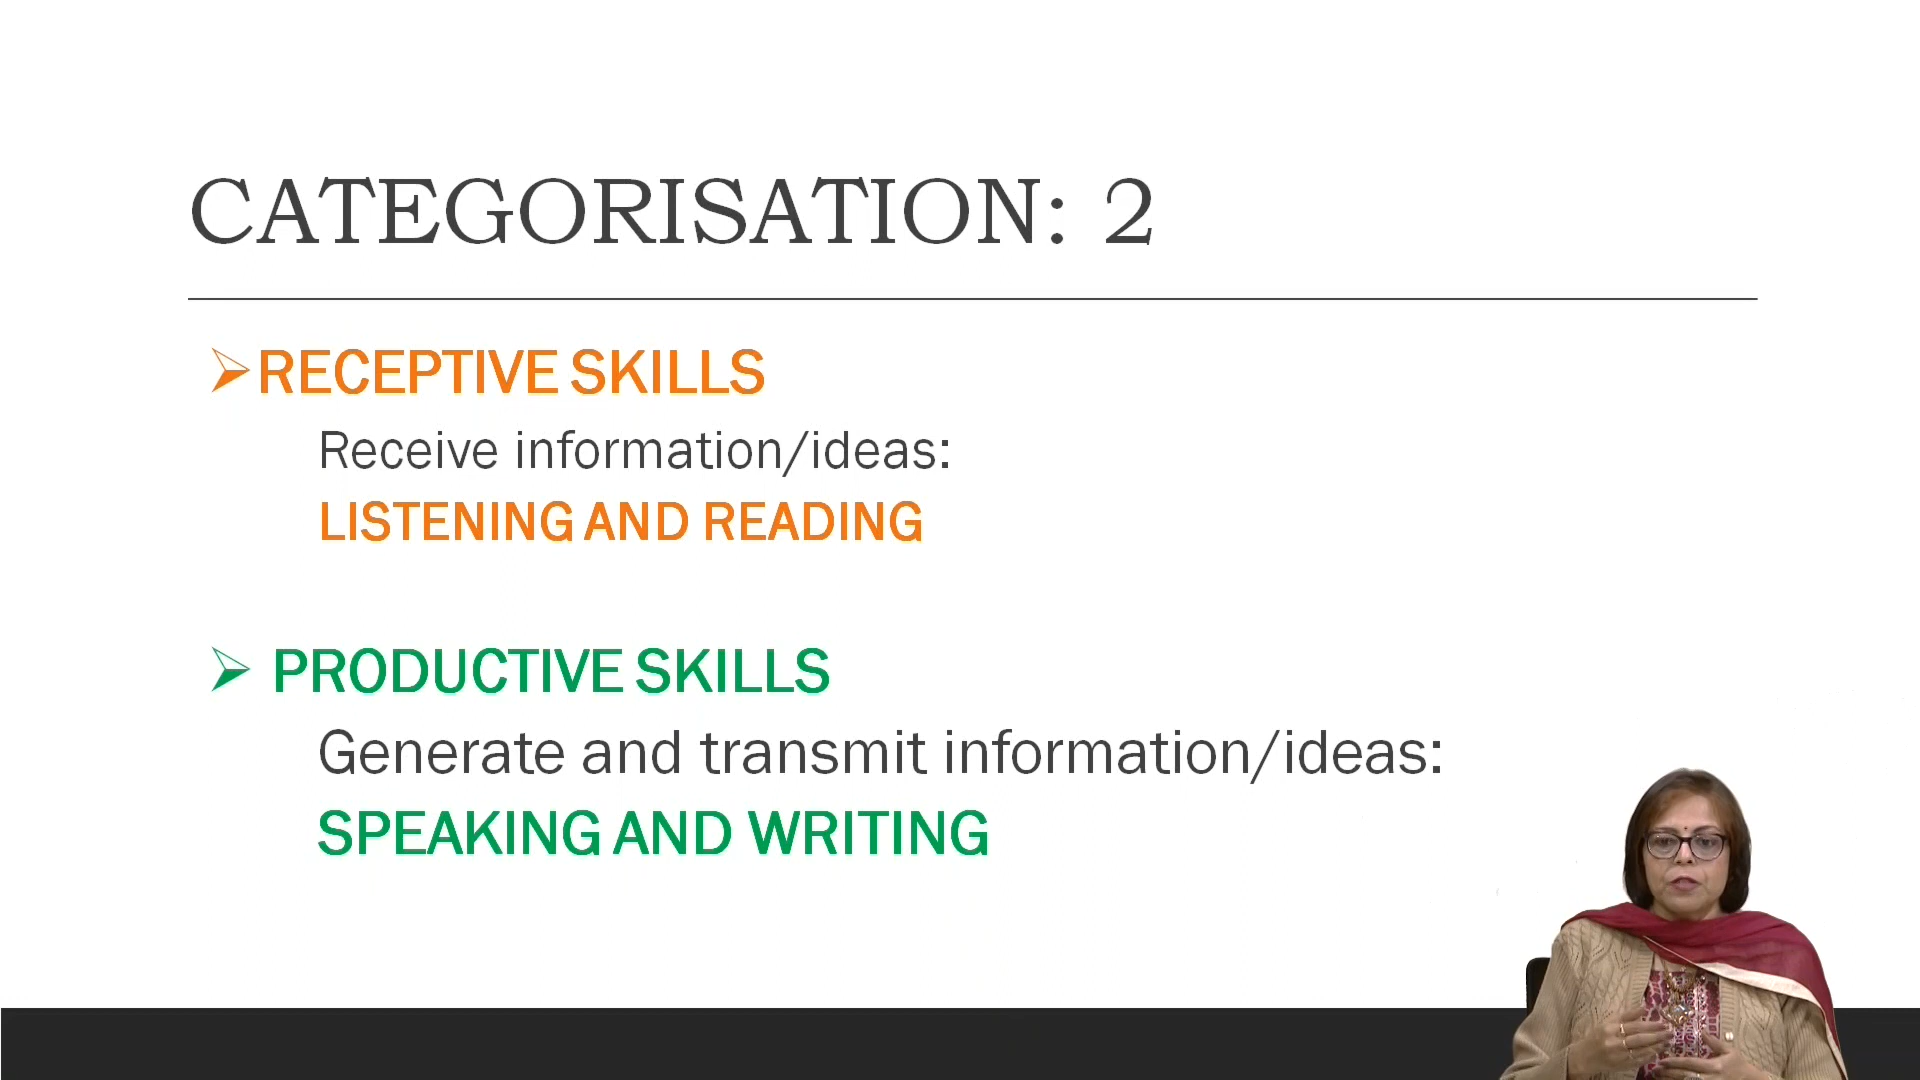 CATEGORISATION: 2
RECEPTIVE SKILLS
Receive information/ideas:
LISTENING AND READING
PRODUCTIVE SKILLS
Generate and transmit information/ideas:
SPEAKING AND WRITING